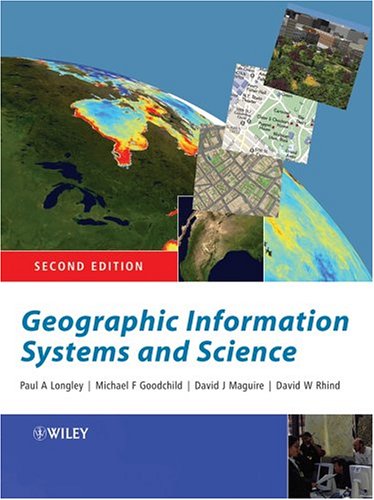 SECOND EDITION
Geographic Information
Systems and Science
Paul A Longley | Michael F Goodchild | David J Maguire | David W Rhind
WILEY